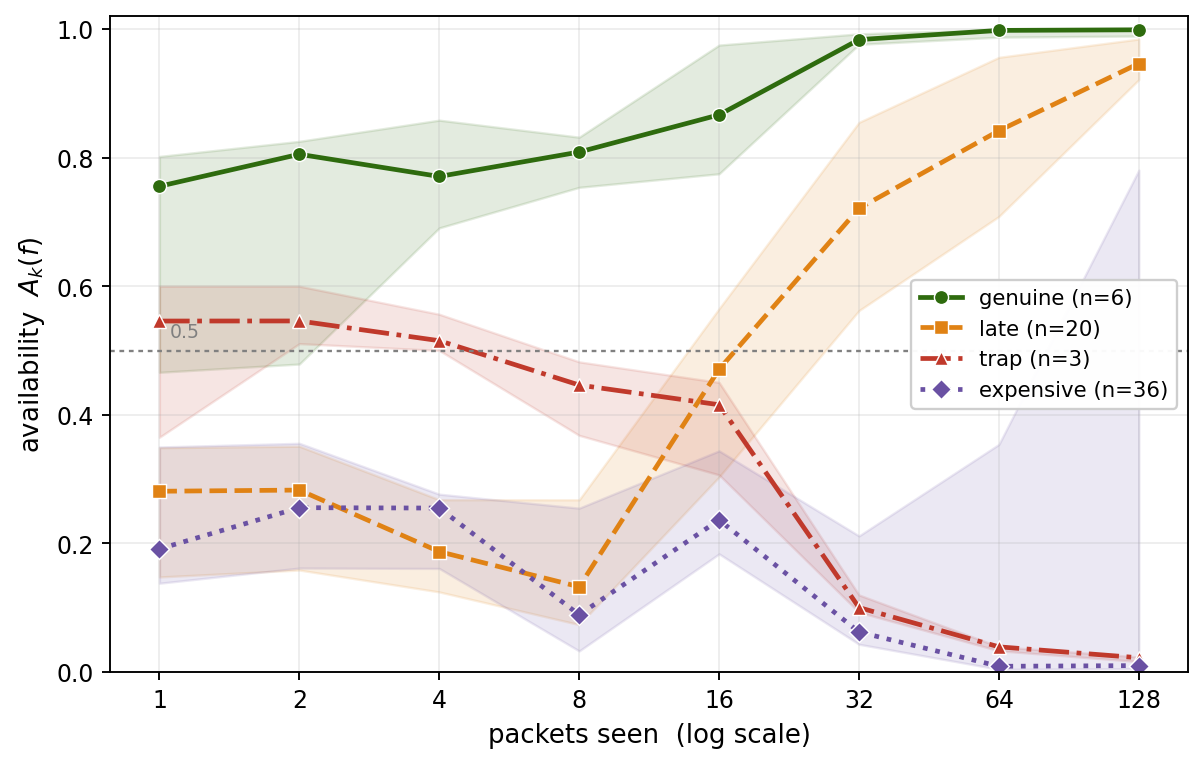 1.0
0.8
0.6
0.4
0.2
0.0
availability A_k(f)
0.5
genuine (n=6)
late (n=20)
trap (n=3)
expensive (n=36)
1 2 4 8 16 32 64 128
packets seen (log scale)